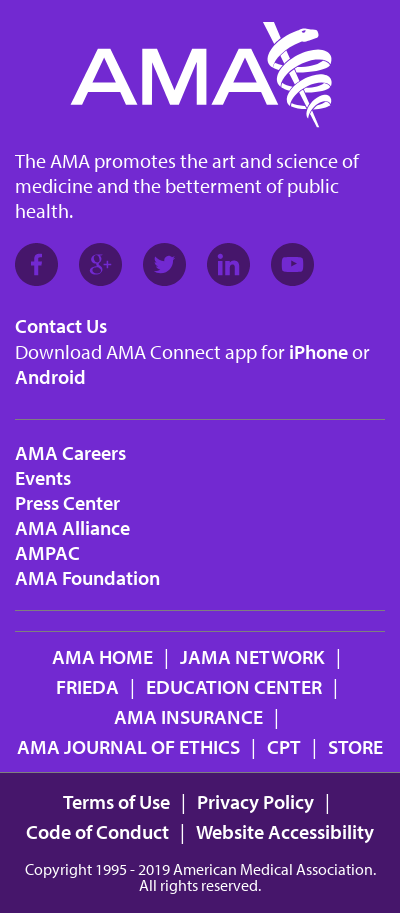 AMA
The AMA promotes the art and science of
medicine and the betterment of public
health.
Contact Us
Download AMA Connect app for iPhone or
Android
AMA Careers
Events
Press Center
AMA Alliance
AMPAC
AMA Foundation
AMA HOME | JAMA NETWORK |
FRIEDA | EDUCATION CENTER |
AMA INSURANCE |
AMA JOURNAL OF ETHICS | CPT | STORE
Terms of Use | Privacy Policy |
Code of Conduct | Website Accessibility
Copyright 1995 - 2019 American Medical Association.
All rights reserved.